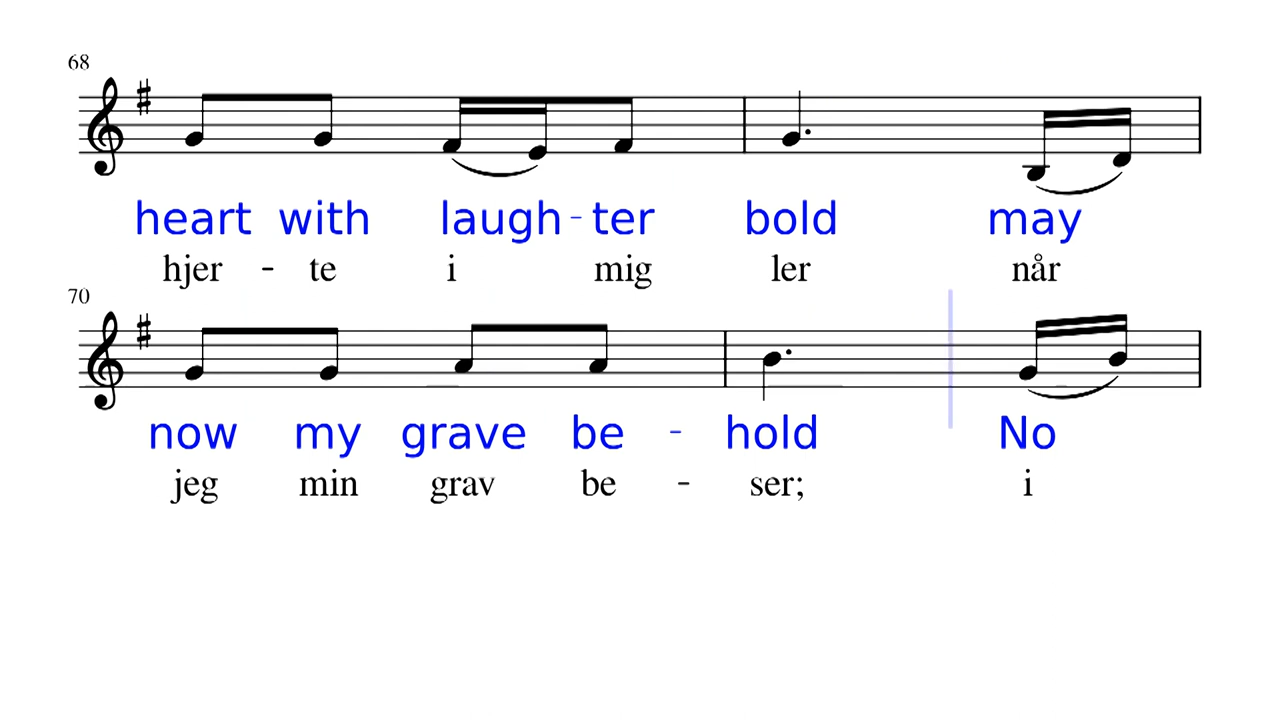 68
heart with laugh - ter bold may
hjer - te i mig ler når
70
now my grave be - hold No
jeg min grav be - ser; i